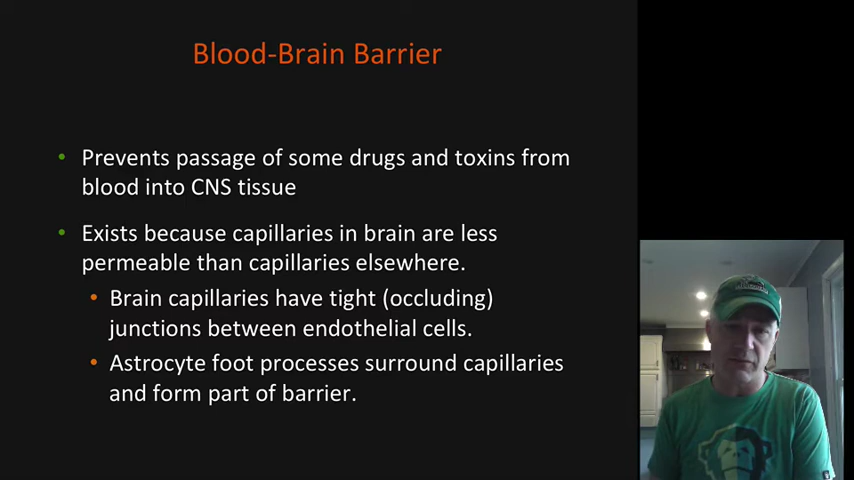 Blood-Brain Barrier
• Prevents passage of some drugs and toxins from
blood into CNS tissue
• Exists because capillaries in brain are less
permeable than capillaries elsewhere.
• Brain capillaries have tight (occluding)
junctions between endothelial cells.
• Astrocyte foot processes surround capillaries
and form part of barrier.